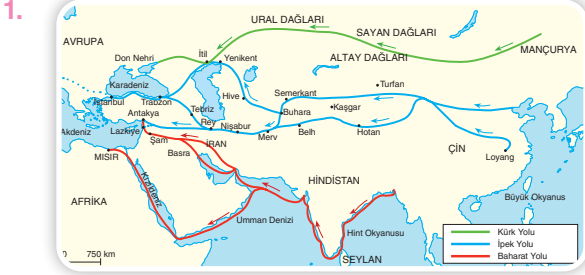 1.
URAL DAĞLARI
SAYAN DAĞLARI
AVRUPA
MANÇURYA
İtil
Yenikent
Don Nehri
ALTAY DAĞLARI
Karadeniz
Turfan
İstanbul
Trabzon
Hive
Semerkant
Kaşgar
Antakya
Tebriz
Buhara
Akdeniz
Lazkiye
Rey
Nişabur
Merv
Belh
Hotan
Şam
İRAN
ÇİN
MISIR
Basra
Loyang
HİNDİSTAN
Kızıldeniz
Büyük Okyanus
AFRİKA
Umman Denizi
Hint Okyanusu
Kürk Yolu
İpek Yolu
Baharat Yolu
0 750 km
SEYLAN